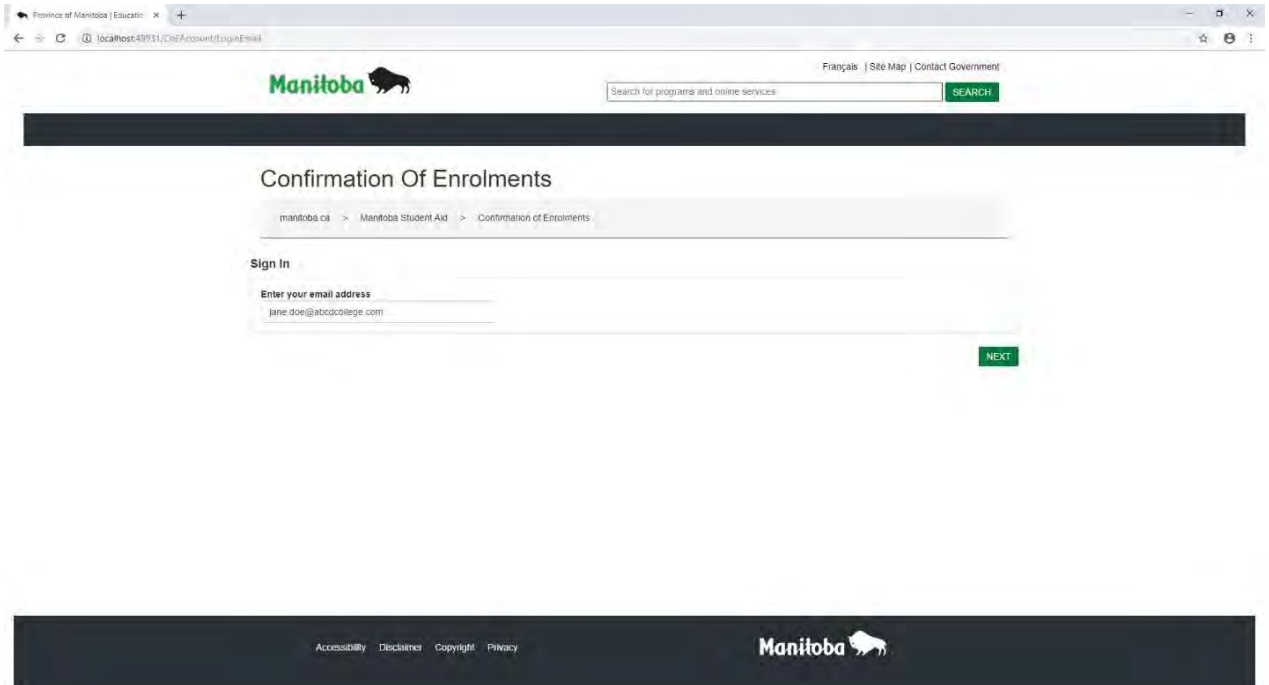 Province of Manitoba | Educatio
localhost:49931/CoEAccount/LoginEmail
Français | Site Map | Contact Government
Manitoba
Search for programs and online services
SEARCH
Confirmation Of Enrolments
manitoba.ca > Manitoba Student Aid > Confirmation of Enrolments
Sign In
Enter your email address
jane.doe@abcdcollege.com
NEXT
Accessibility Disclaimer Copyright Privacy
Manitoba